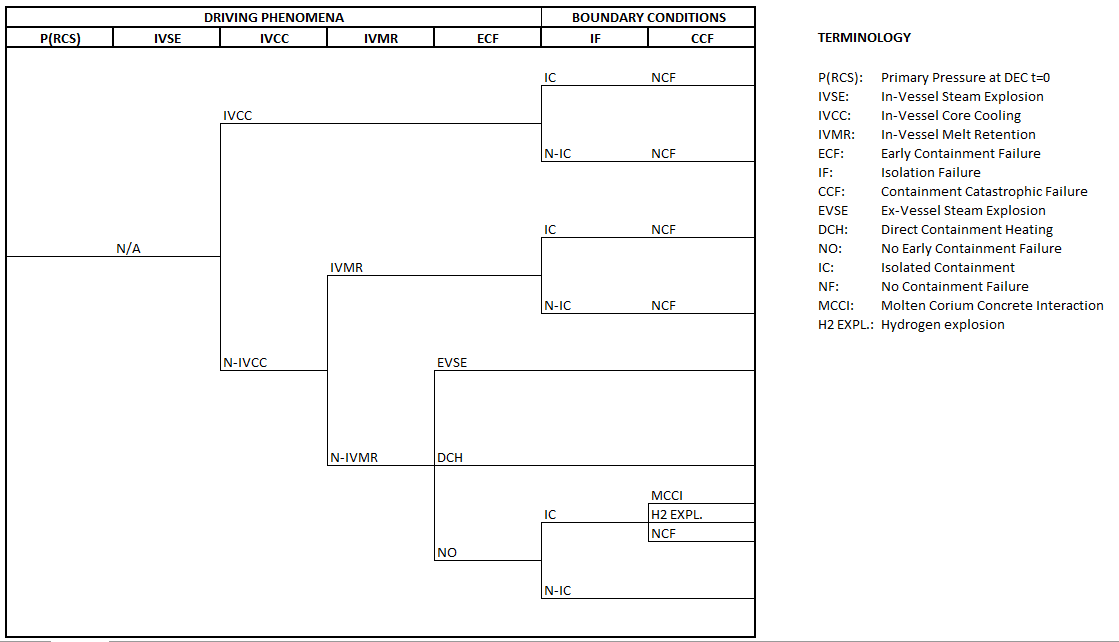 DRIVING PHENOMENA BOUNDARY CONDITIONS
P(RCS) IVSE IVCC IVMR ECF IF CCF
TERMINOLOGY
IC NCF
IVCC
N-IC NCF
IC NCF
N/A
IVMR
N-IC NCF
N-IVCC EVSE
N-IVMR DCH
MCCI
IC H2 EXPL.
NCF
NO
N-IC
P(RCS): Primary Pressure at DEC t=0
IVSE: In-Vessel Steam Explosion
IVCC: In-Vessel Core Cooling
IVMR: In-Vessel Melt Retention
ECF: Early Containment Failure
IF: Isolation Failure
CCF: Containment Catastrophic Failure
EVSE Ex-Vessel Steam Explosion
DCH: Direct Containment Heating
NO: No Early Containment Failure
IC: Isolated Containment
NF: No Containment Failure
MCCI: Molten Corium Concrete Interaction
H2 EXPL.: Hydrogen explosion